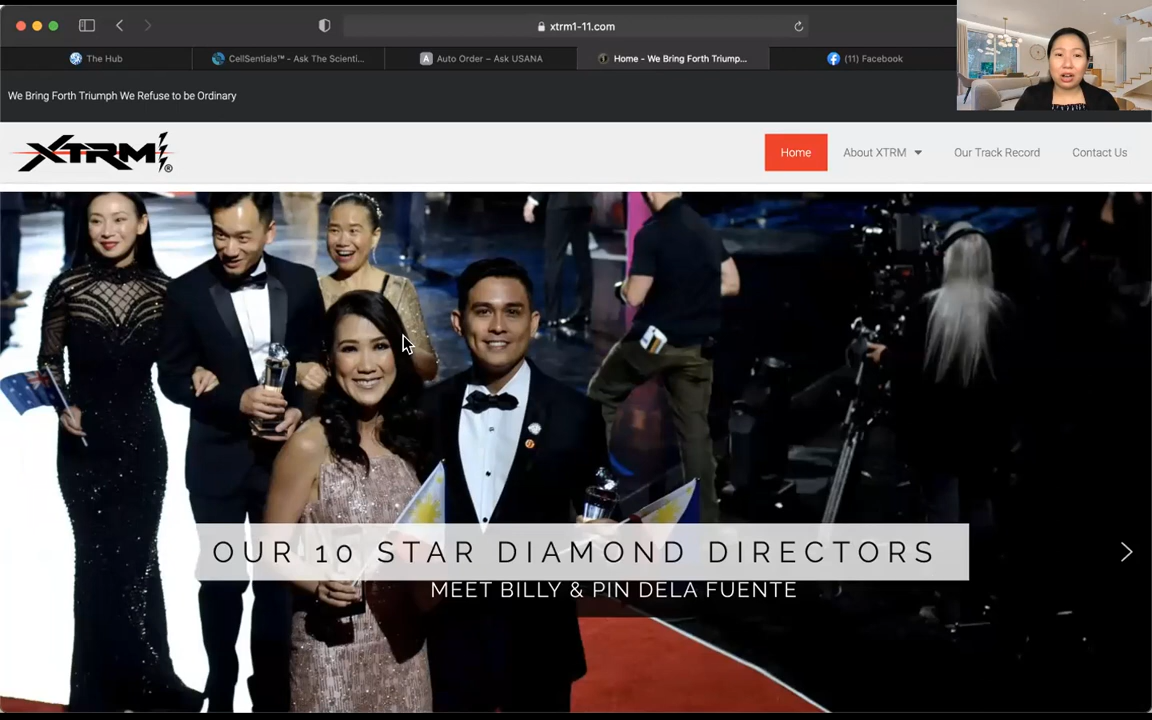 xtrm1-11.com
The Hub
CellSentials™ - Ask The Scienti...
A Auto Order – Ask USANA
Home - We Bring Forth Triump...
(11) Facebook
We Bring Forth Triumph We Refuse to be Ordinary
XTRM! ®
Home
About XTRM
Our Track Record
Contact Us
OUR 10 STAR DIAMOND DIRECTORS
MEET BILLY & PIN DELA FUENTE